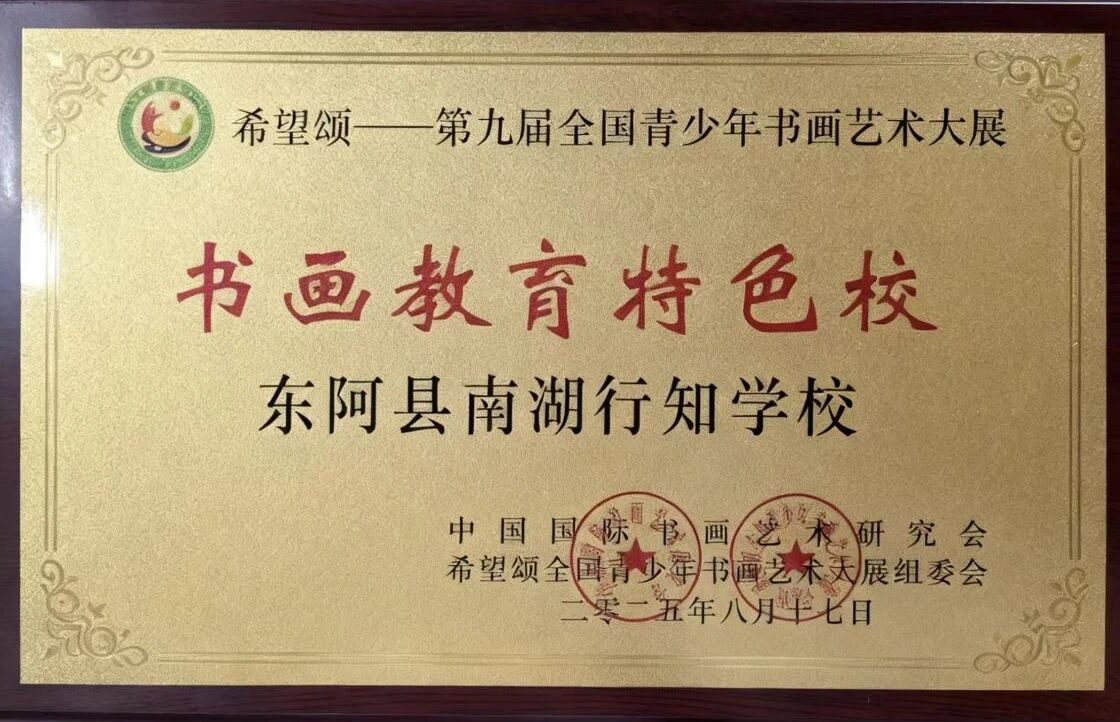 希望颂——第九届全国青少年书画艺术大展
书画教育特色校
东阿县南湖行知学校
中国国际书画艺术研究会
希望颂全国青少年书画艺术大展组委会
二零二五年八月十七日